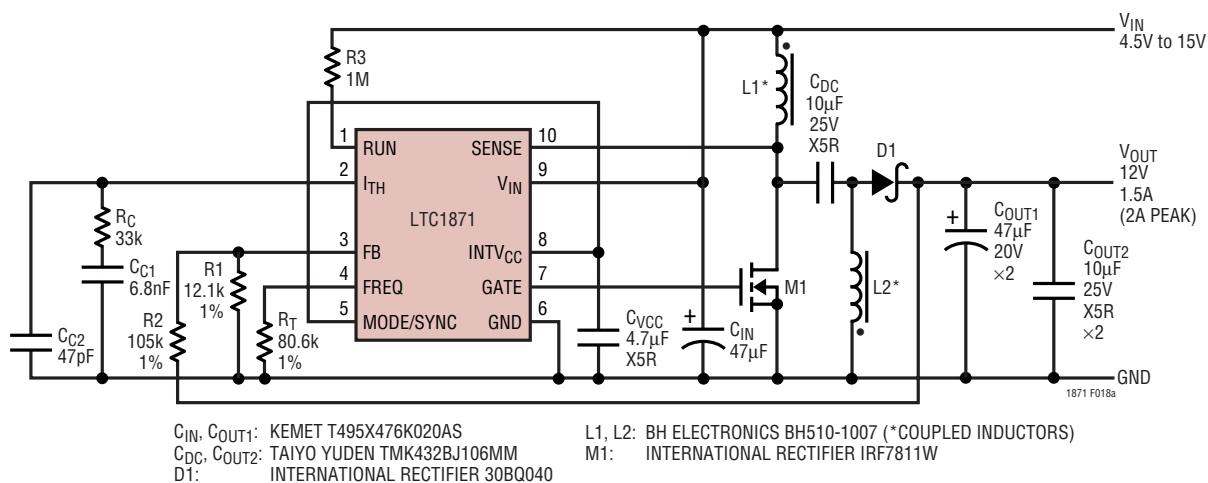 VIN
4.5V to 15V
R3
1M
L1*
CDC
10µF
25V
X5R
D1
VOUT
12V
1.5A
(2A PEAK)
1
RUN
SENSE
10
2
ITH
VIN
9
LTC1871
3
FB
INTVCC
8
4
FREQ
GATE
7
5
MODE/SYNC
GND
6
RC
33k
CC1
6.8nF
CC2
47pF
R1
12.1k
1%
R2
105k
1%
RT
80.6k
1%
CVCC
4.7µF
X5R
+
CIN
47µF
M1
L2*
+
COUT1
47µF
20V
×2
COUT2
10µF
25V
X5R
×2
GND
1871 F018a
CIN, COUT1: KEMET T495X476K020AS
CDC, COUT2: TAIYO YUDEN TMK432BJ106MM
D1: INTERNATIONAL RECTIFIER 30BQ040
L1, L2: BH ELECTRONICS BH510-1007 (*COUPLED INDUCTORS)
M1: INTERNATIONAL RECTIFIER IRF7811W